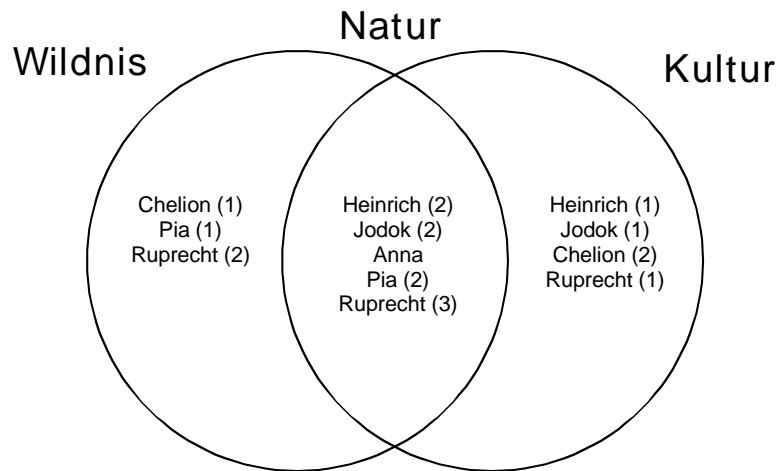 Natur
Wildnis
Kultur
Chelion (1)
Pia (1)
Ruprecht (2)
Heinrich (2)
Jodok (2)
Anna
Pia (2)
Ruprecht (3)
Heinrich (1)
Jodok (1)
Chelion (2)
Ruprecht (1)